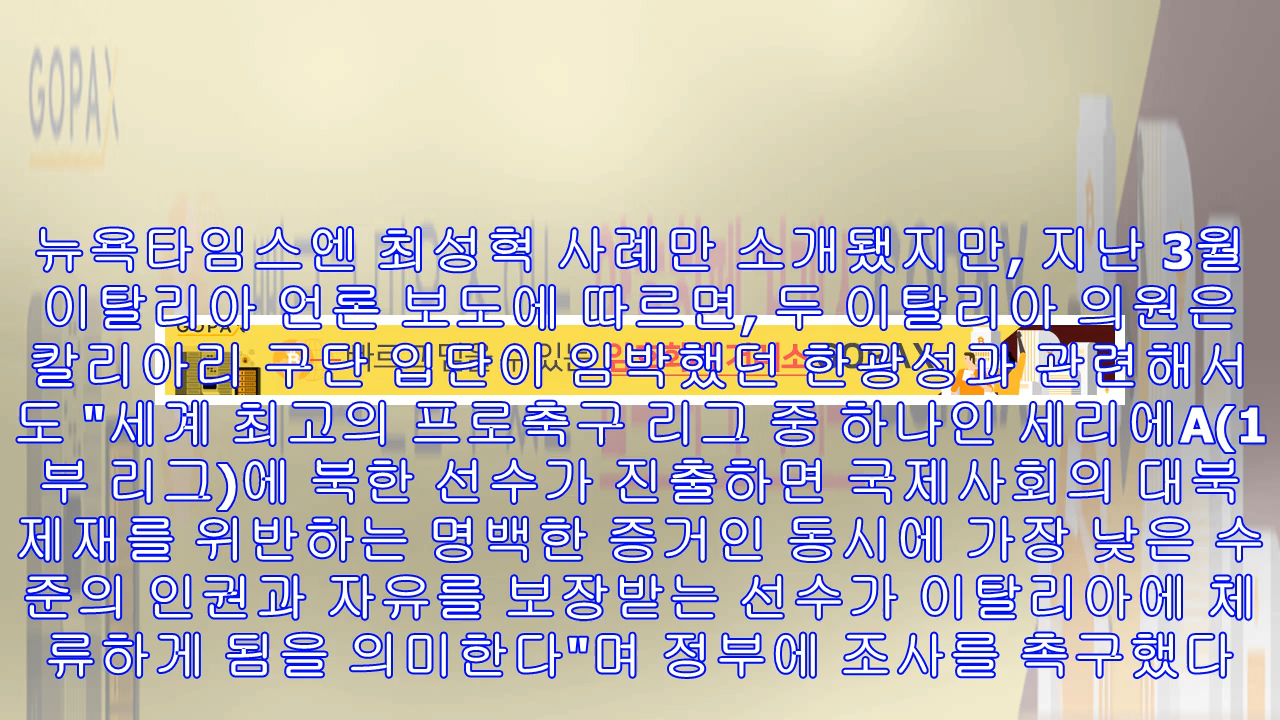 GOPAX
뉴욕타임스엔 최성혁 사례만 소개됐지만, 지난 3월
이탈리아 언론 보도에 따르면, 두 이탈리아 의원은
칼리아리 구단 입단이 임박했던 한광성과 관련해서
도 "세계 최고의 프로축구 리그 중 하나인 세리에A(1
부 리그)에 북한 선수가 진출하면 국제사회의 대북
제재를 위반하는 명백한 증거인 동시에 가장 낮은 수
준의 인권과 자유를 보장받는 선수가 이탈리아에 체
류하게 됨을 의미한다"며 정부에 조사를 촉구했다
GOPAX